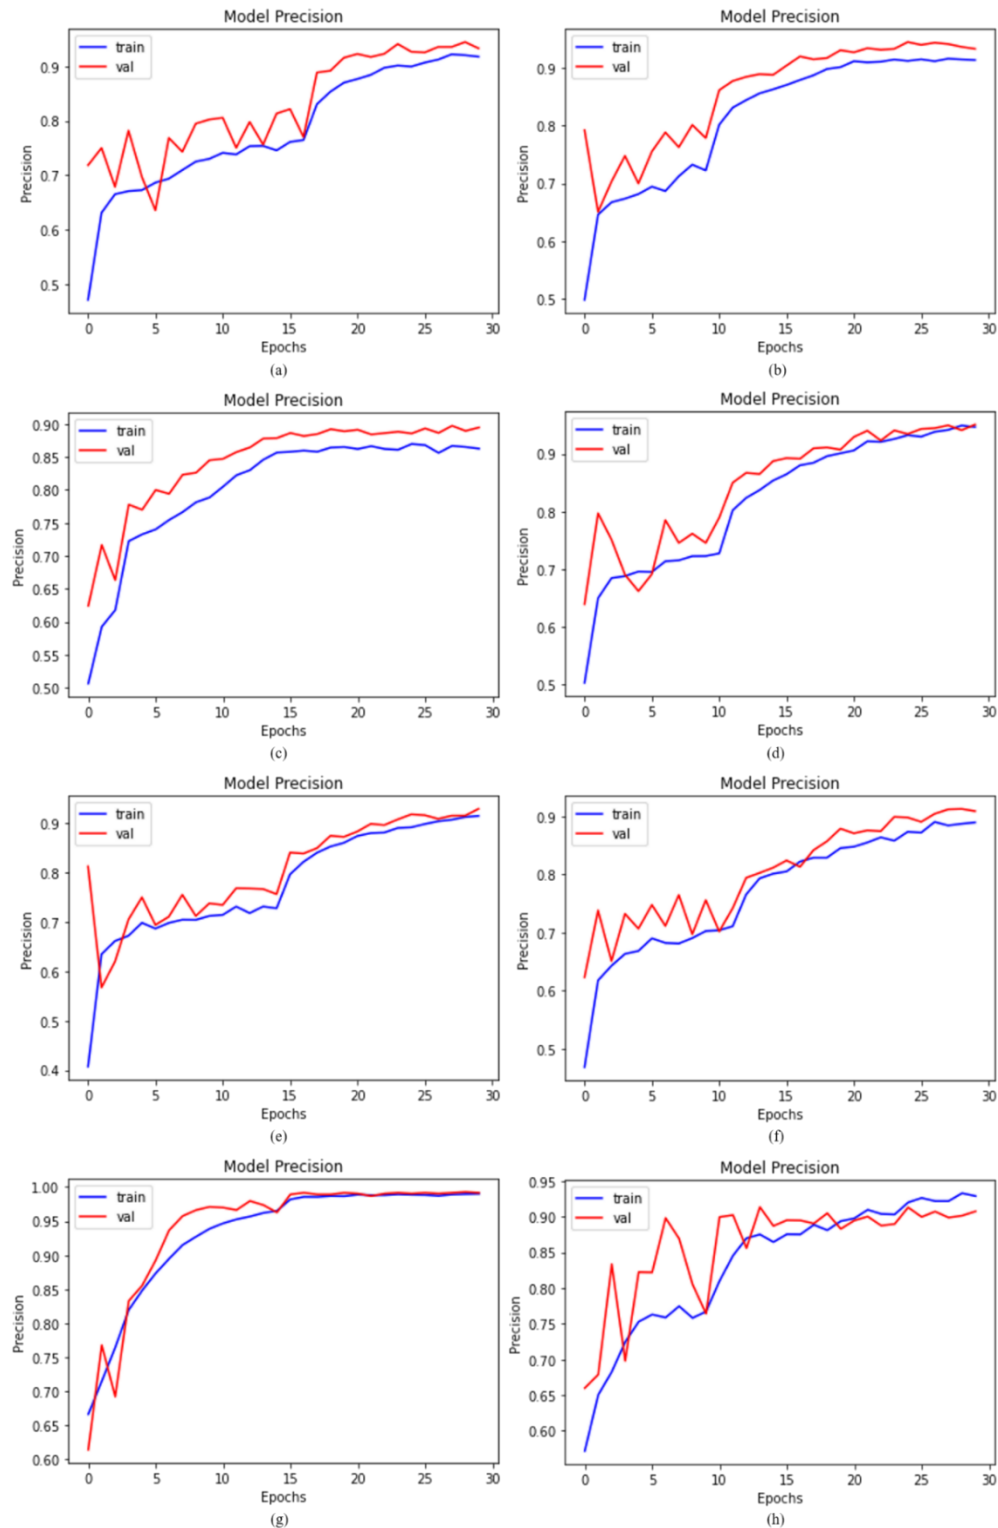 Model Precision
train
val
0.9
0.8
0.7
0.6
0.5
Precision
0 5 10 15 20 25 30
Epochs
(a)
Model Precision
train
val
0.9
0.8
0.7
0.6
0.5
Precision
0 5 10 15 20 25 30
Epochs
(b)
Model Precision
train
val
0.90
0.85
0.80
0.75
0.70
0.65
0.60
0.55
0.50
Precision
0 5 10 15 20 25 30
Epochs
(c)
Model Precision
train
val
0.9
0.8
0.7
0.6
0.5
Precision
0 5 10 15 20 25 30
Epochs
(d)
Model Precision
train
val
0.9
0.8
0.7
0.6
0.5
0.4
Precision
0 5 10 15 20 25 30
Epochs
(e)
Model Precision
train
val
0.9
0.8
0.7
0.6
0.5
Precision
0 5 10 15 20 25 30
Epochs
(f)
Model Precision
train
val
1.00
0.95
0.90
0.85
0.80
0.75
0.70
0.65
0.60
Precision
0 5 10 15 20 25 30
Epochs
(g)
Model Precision
train
val
0.95
0.90
0.85
0.80
0.75
0.70
0.65
0.60
Precision
0 5 10 15 20 25 30
Epochs
(h)